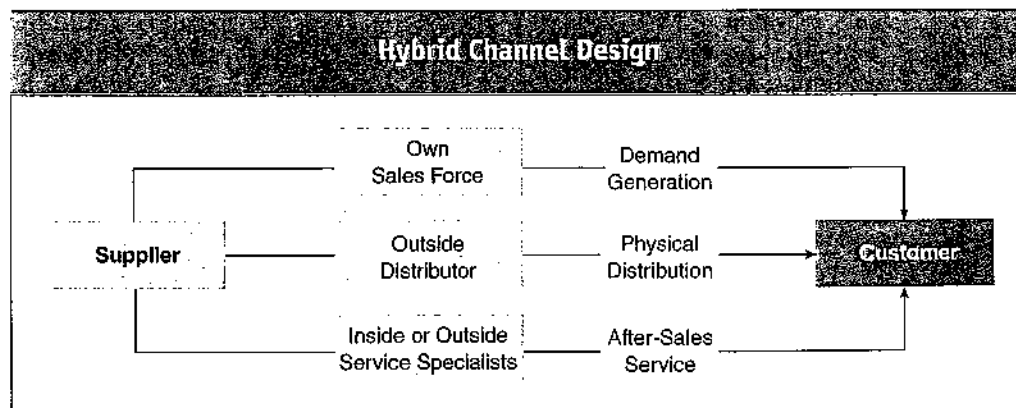 Hybrid Channel Design
Own
Sales Force
Demand
Generation
Supplier
Outside
Distributor
Physical
Distribution
Customer
Inside or Outside
Service Specialists
After-Sales
Service